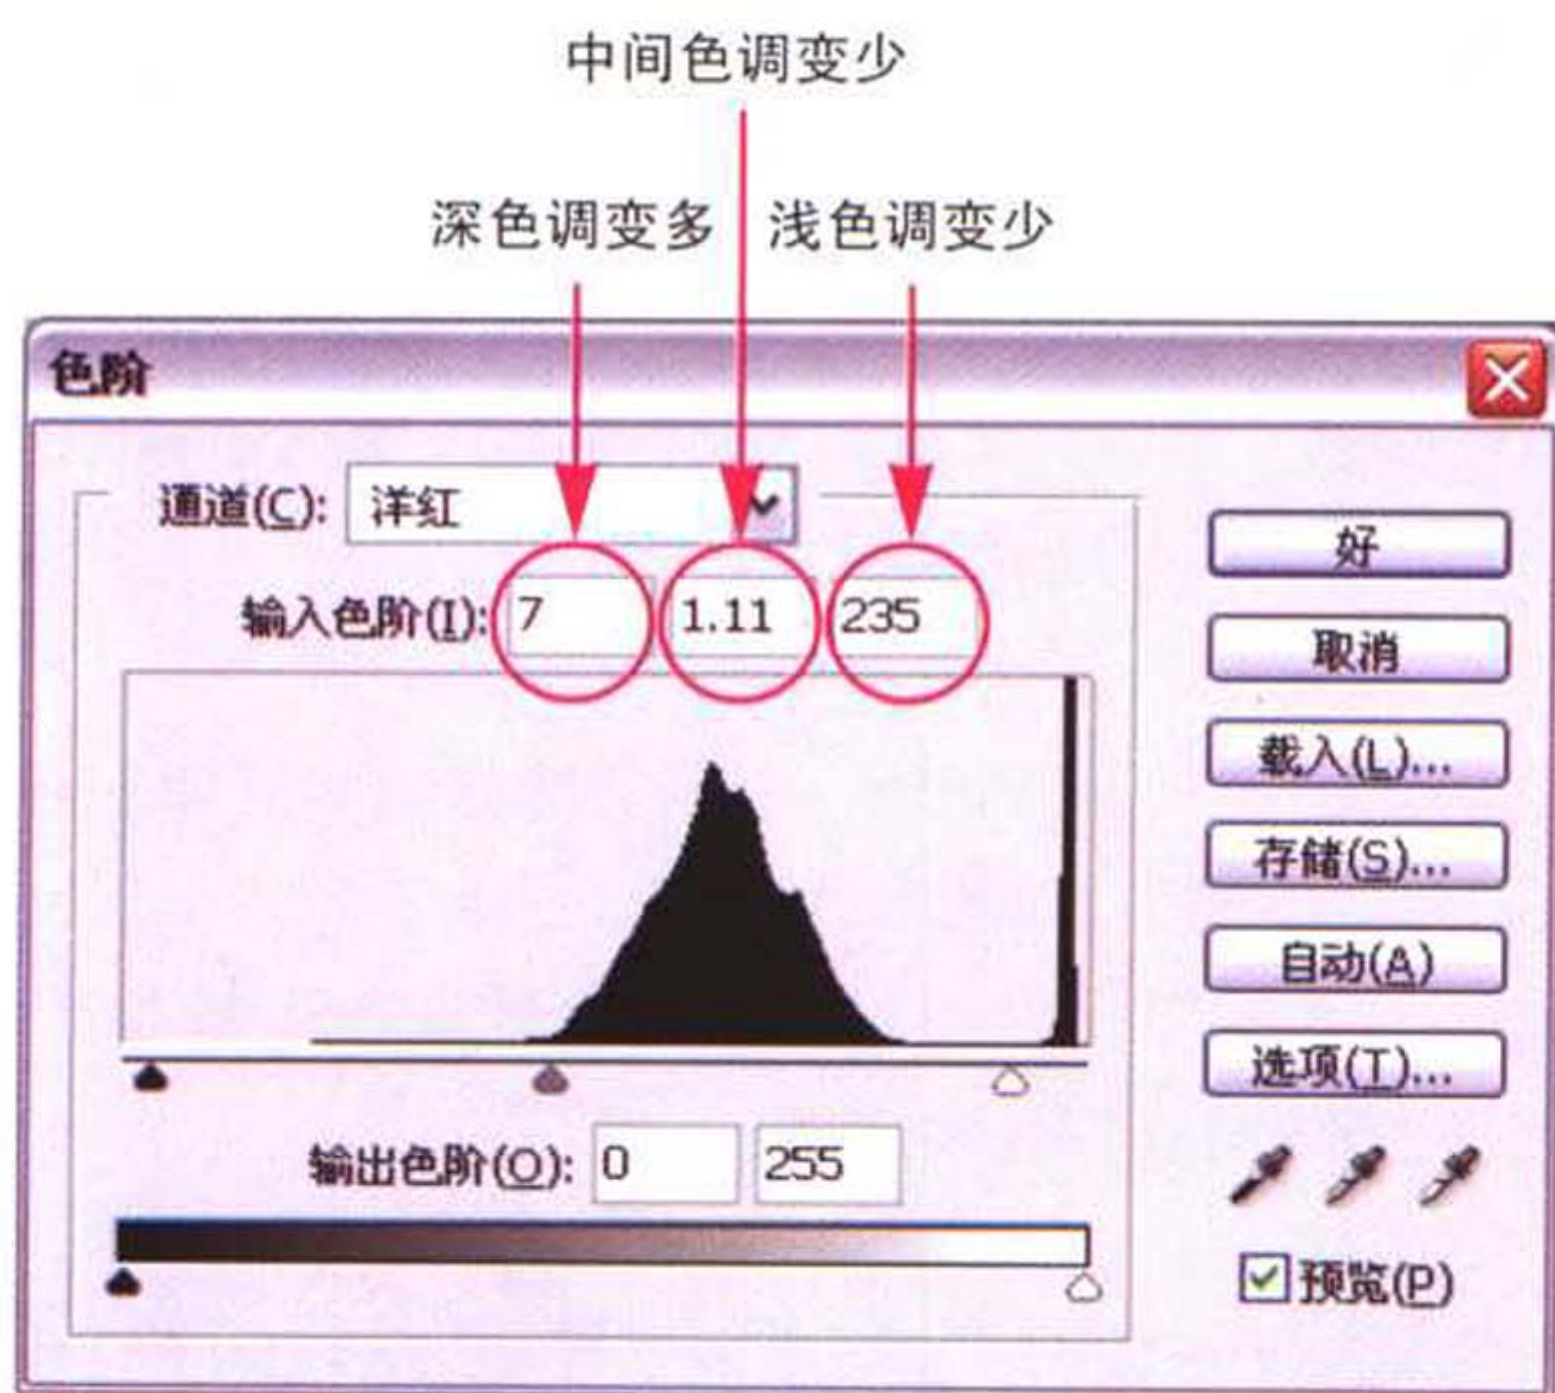 中间色调变少
深色调变多 浅色调变少
色阶
通道(C): 洋红
好
输入色阶(I): 7 1.11 235
取消
载入(L)...
存储(S)...
自动(A)
选项(T)...
输出色阶(O): 0 255
预览(P)